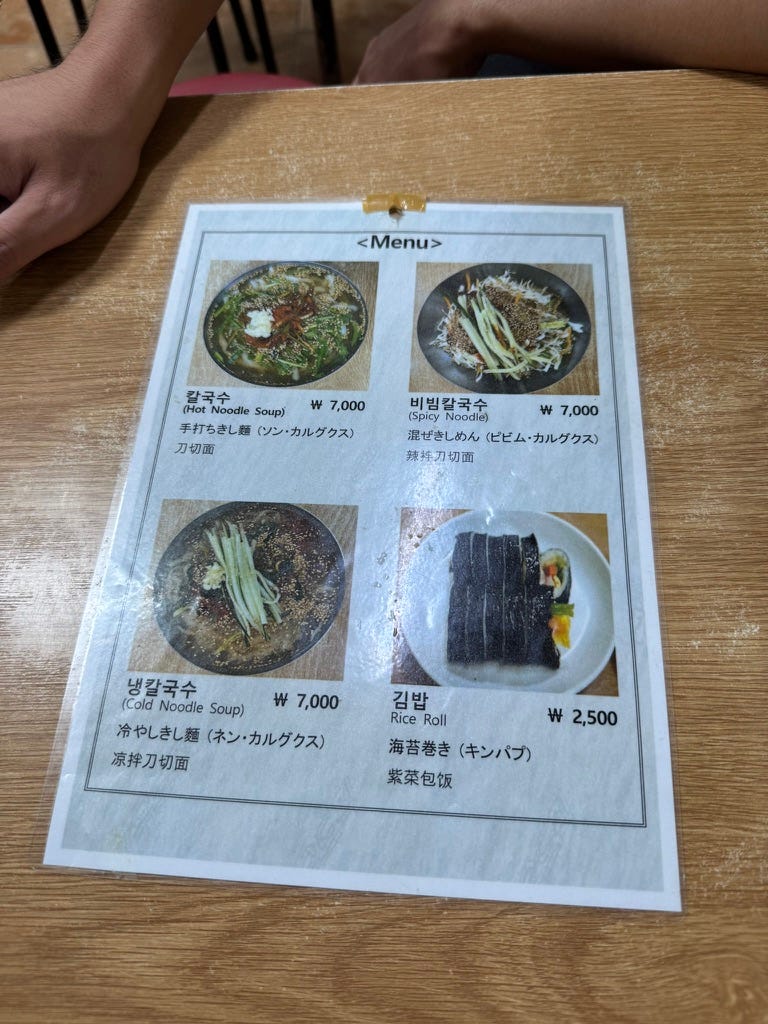 <Menu>
칼국수
(Hot Noodle Soup) ₩ 7,000
手打ちきし麺 (ソン・カルグクス)
刀切面
비빔칼국수
(Spicy Noodle) ₩ 7,000
混ぜきしめん (ビビム・カルグクス)
辣拌刀切面
냉칼국수
(Cold Noodle Soup) ₩ 7,000
冷やしきし麺 (ネン・カルグクス)
凉拌刀切面
김밥
Rice Roll ₩ 2,500
海苔巻き (キンパプ)
紫菜包饭